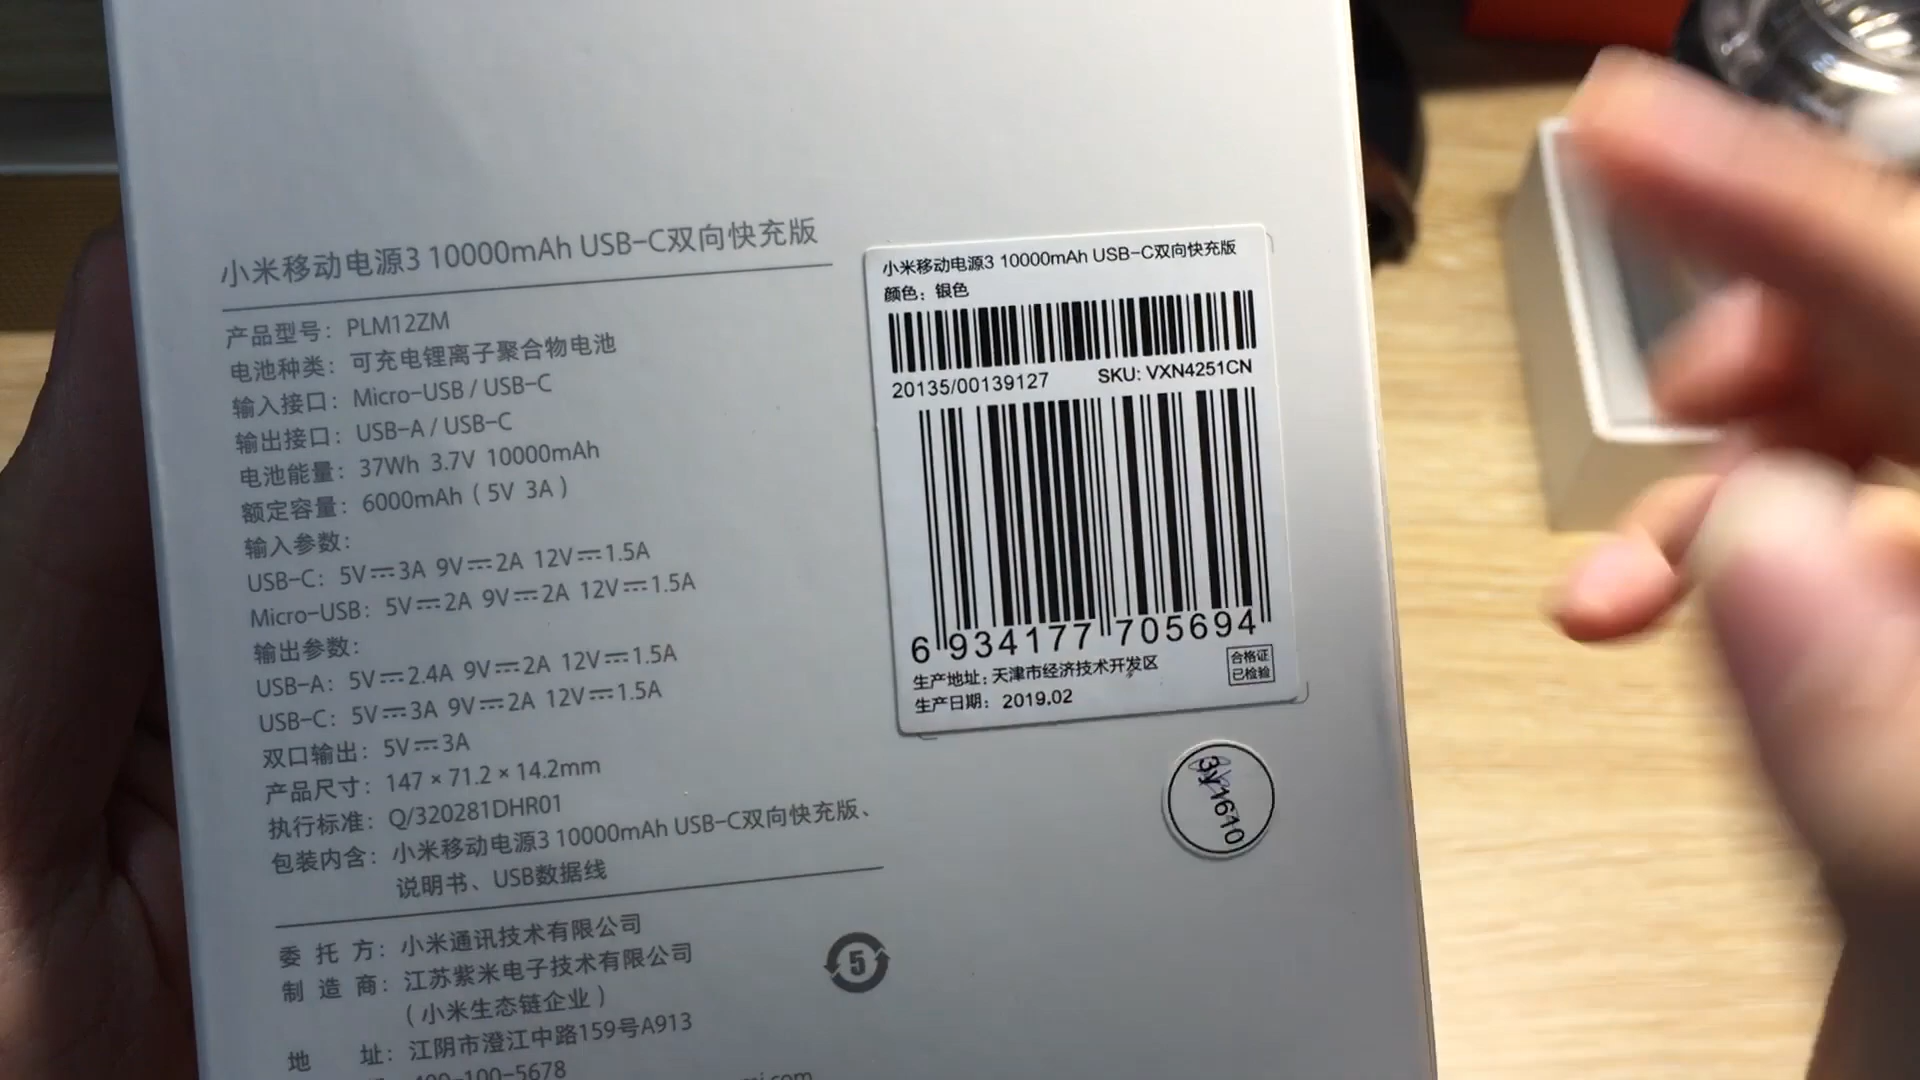 小米移动电源3 10000mAh USB-C双向快充版
产品型号：PLM12ZM
电池种类：可充电锂离子聚合物电池
输入接口：Micro-USB / USB-C
输出接口：USB-A / USB-C
电池能量：37Wh 3.7V 10000mAh
额定容量：6000mAh（5V 3A）
输入参数：
USB-C：5V⎓3A 9V⎓2A 12V⎓1.5A
Micro-USB：5V⎓2A 9V⎓2A 12V⎓1.5A
输出参数：
USB-A：5V⎓2.4A 9V⎓2A 12V⎓1.5A
USB-C：5V⎓3A 9V⎓2A 12V⎓1.5A
双口输出：5V⎓3A
产品尺寸：147×71.2×14.2mm
执行标准：Q/320281DHR01
包装内含：小米移动电源3 10000mAh USB-C双向快充版、
说明书、USB数据线
委托方：小米通讯技术有限公司
制造商：江苏紫米电子技术有限公司
（小米生态链企业）
地址：江阴市澄江中路159号A913
400-100-5678
5
小米移动电源3 10000mAh USB-C双向快充版
颜色：银色
20135/00139127 SKU: VXN4251CN
6 934177 705694
生产地址：天津市经济技术开发区
生产日期：2019.02
合格证
已检验
1610